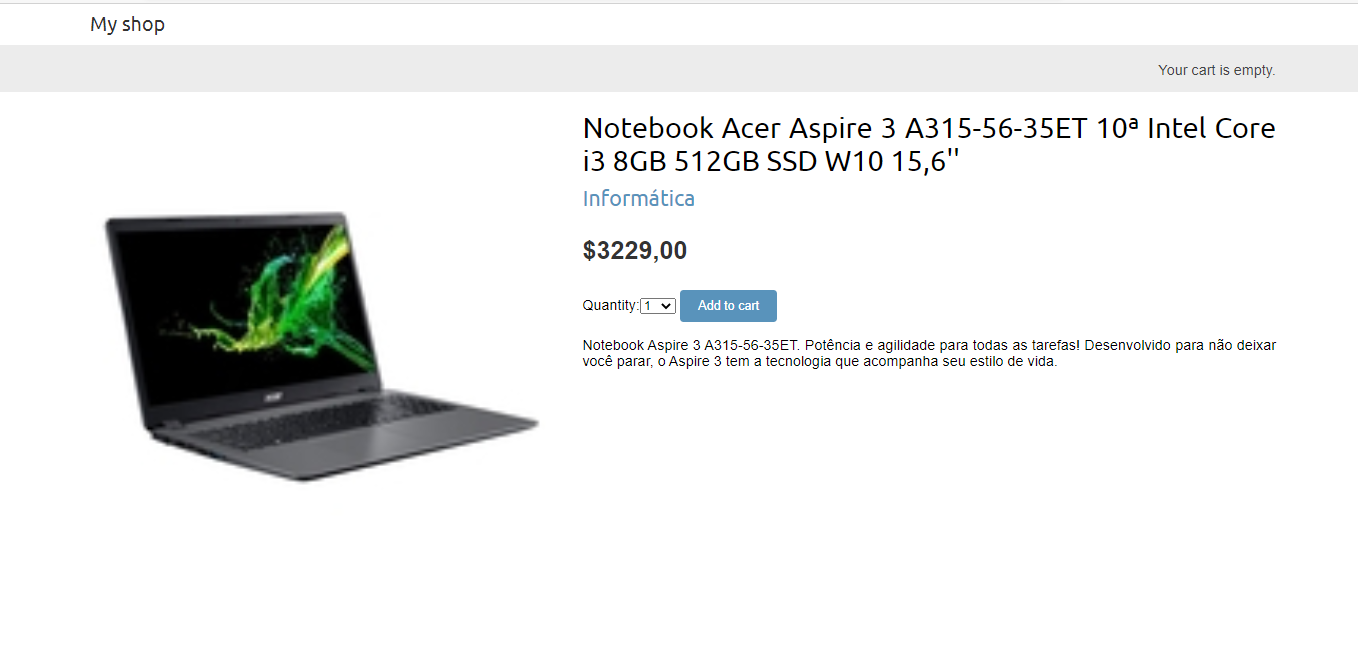 My shop
Your cart is empty.
Notebook Acer Aspire 3 A315-56-35ET 10ª Intel Core
i3 8GB 512GB SSD W10 15,6''
Informática
$3229,00
Quantity: 1 Add to cart
Notebook Aspire 3 A315-56-35ET. Potência e agilidade para todas as tarefas! Desenvolvido para não deixar
você parar, o Aspire 3 tem a tecnologia que acompanha seu estilo de vida.
acer